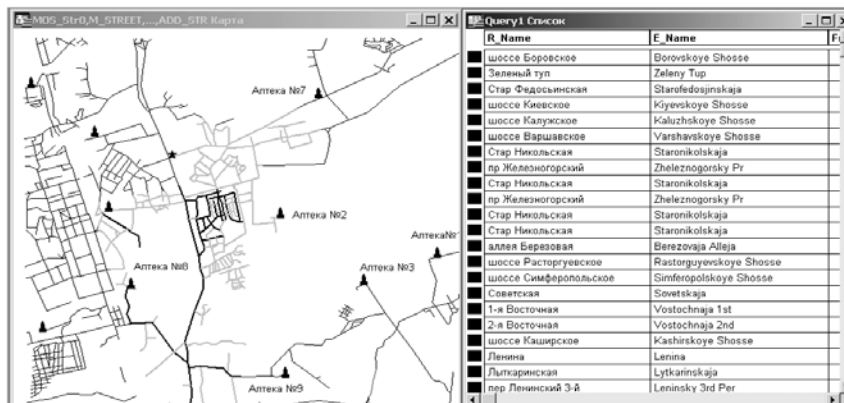 MOS_Str0,M_STREET,...,ADD_STR Карта
Аптека №7
Аптека №2
Аптека№
Аптека №8
Аптека №3
Аптека №9
Query1 Список
R_Name E_Name Fu
шоссе Боровское Borovskoye Shosse
Зеленый туп Zeleny Tup
Стар Федосьинская Starofedosjinskaja
шоссе Киевское Kiyevskoye Shosse
шоссе Калужское Kaluzhskoye Shosse
шоссе Варшавское Varshavskoye Shosse
Стар Никольская Staronikolskaja
пр Железногорский Zheleznogorsky Pr
Стар Никольская Staronikolskaja
пр Железногорский Zheleznogorsky Pr
Стар Никольская Staronikolskaja
Стар Никольская Staronikolskaja
аллея Березовая Berezovaja Alleja
шоссе Расторгуевское Rastorguyevskoye Shosse
шоссе Симферопольское Simferopolskoye Shosse
Советская Sovetskaja
1-я Восточная Vostochnaja 1st
2-я Восточная Vostochnaja 2nd
шоссе Каширское Kashirskoye Shosse
Ленина Lenina
Лыткаринская Lytkarinskaja
пер Ленинский 3-й Leninsky 3rd Per